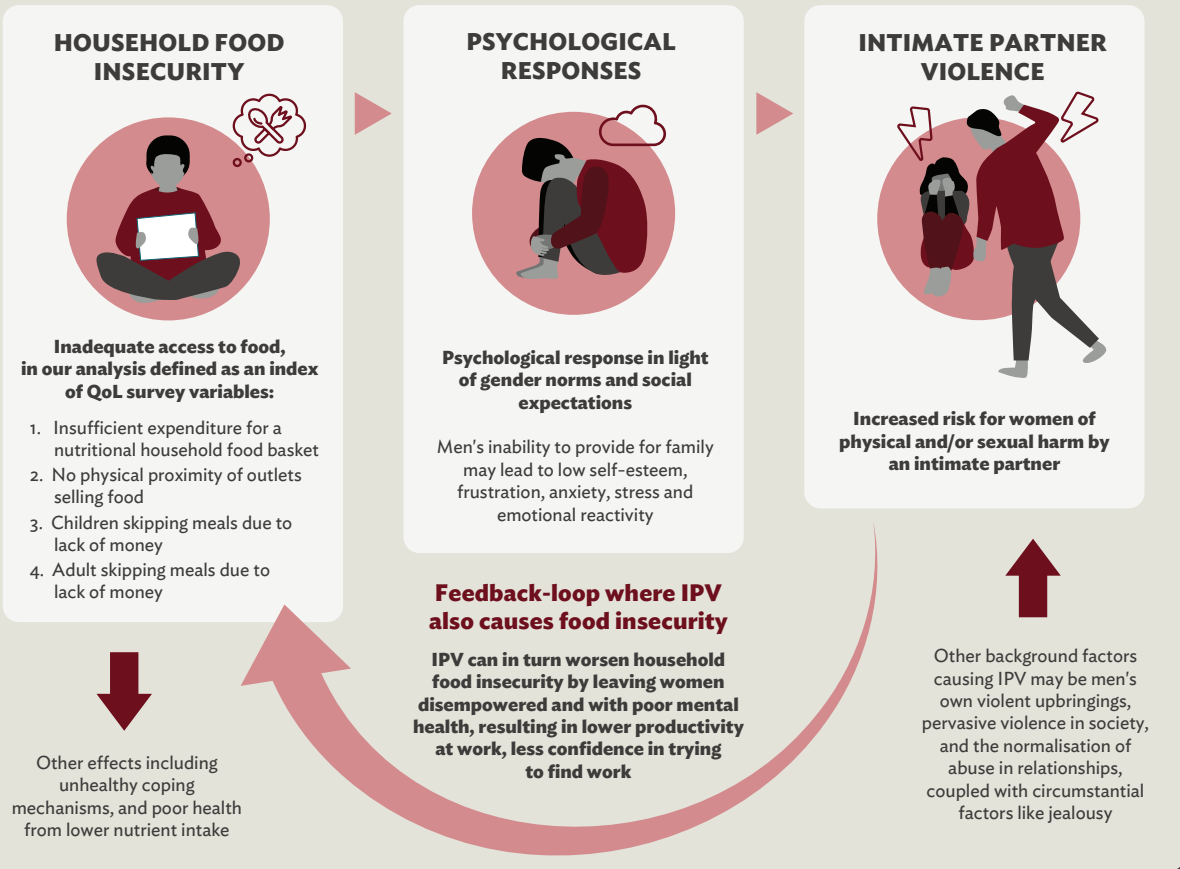 HOUSEHOLD FOOD
INSECURITY
Inadequate access to food,
in our analysis defined as an index
of QoL survey variables:
1. Insufficient expenditure for a
nutritional household food basket
2. No physical proximity of outlets
selling food
3. Children skipping meals due to
lack of money
4. Adult skipping meals due to
lack of money
Other effects including
unhealthy coping
mechanisms, and poor health
from lower nutrient intake
PSYCHOLOGICAL
RESPONSES
Psychological response in light
of gender norms and social
expectations
Men's inability to provide for family
may lead to low self-esteem,
frustration, anxiety, stress and
emotional reactivity
Feedback-loop where IPV
also causes food insecurity
IPV can in turn worsen household
food insecurity by leaving women
disempowered and with poor mental
health, resulting in lower productivity
at work, less confidence in trying
to find work
INTIMATE PARTNER
VIOLENCE
Increased risk for women of
physical and/or sexual harm by
an intimate partner
Other background factors
causing IPV may be men's
own violent upbringings,
pervasive violence in society,
and the normalisation of
abuse in relationships,
coupled with circumstantial
factors like jealousy